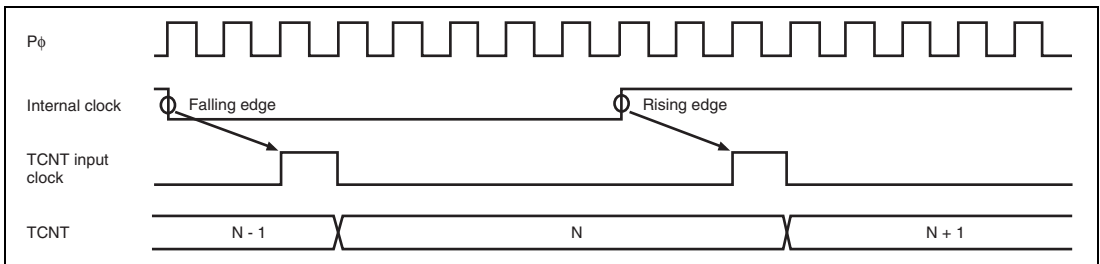 Pϕ
Internal clock
Falling edge
Rising edge
TCNT input
clock
TCNT
N - 1
N
N + 1